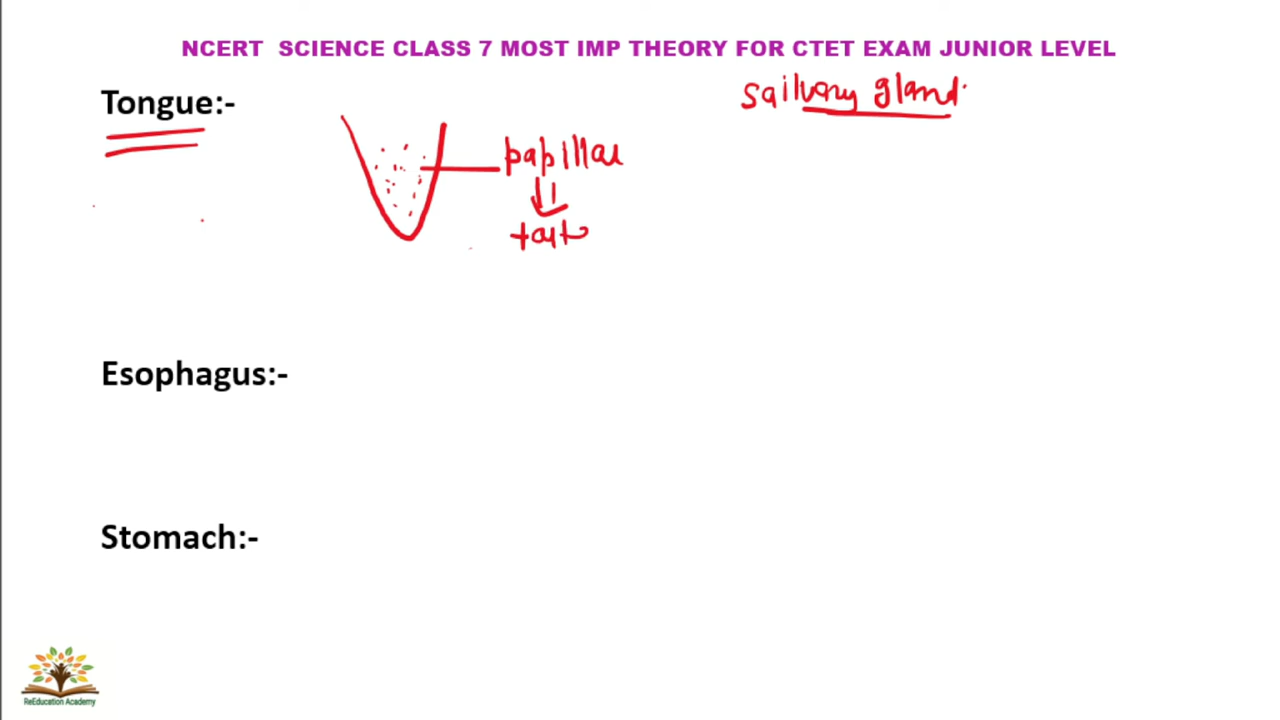 NCERT SCIENCE CLASS 7 MOST IMP THEORY FOR CTET EXAM JUNIOR LEVEL
Tongue:-
Sailvary gland
papillae
Esophagus:-
Stomach:-
ReEducation Academy